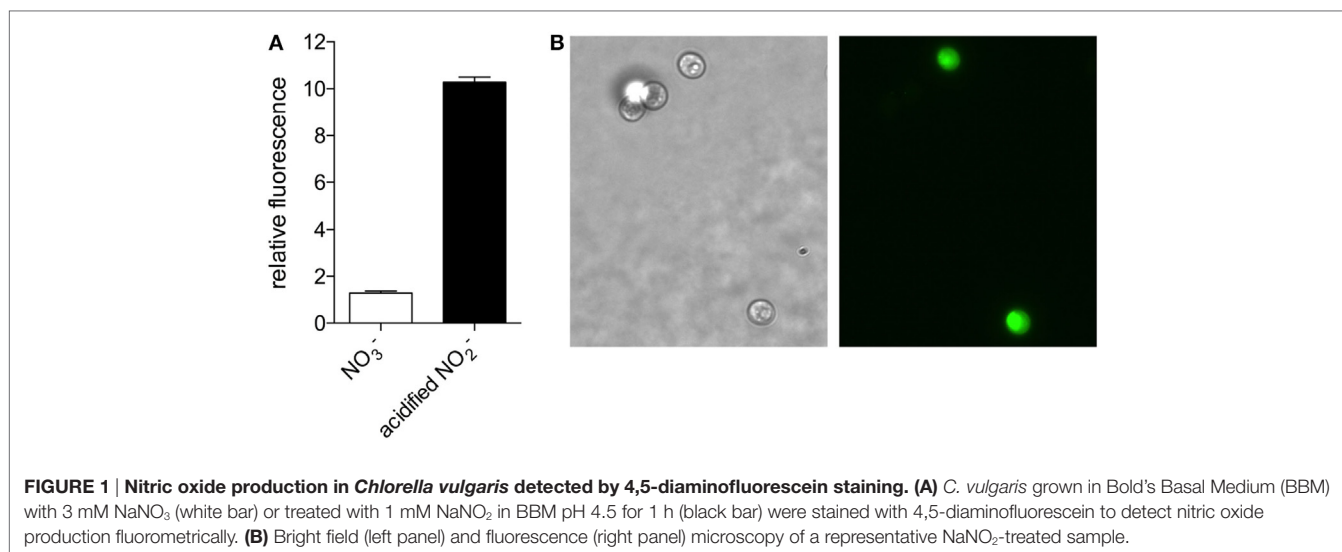 A
B
12
10
8
6
4
2
0
relative fluorescence
NO₃⁻
acidified NO₂⁻
FIGURE 1 | Nitric oxide production in Chlorella vulgaris detected by 4,5-diaminofluorescein staining. (A) C. vulgaris grown in Bold's Basal Medium (BBM)
with 3 mM NaNO₃ (white bar) or treated with 1 mM NaNO₂ in BBM pH 4.5 for 1 h (black bar) were stained with 4,5-diaminofluorescein to detect nitric oxide
production fluorometrically. (B) Bright field (left panel) and fluorescence (right panel) microscopy of a representative NaNO₂-treated sample.